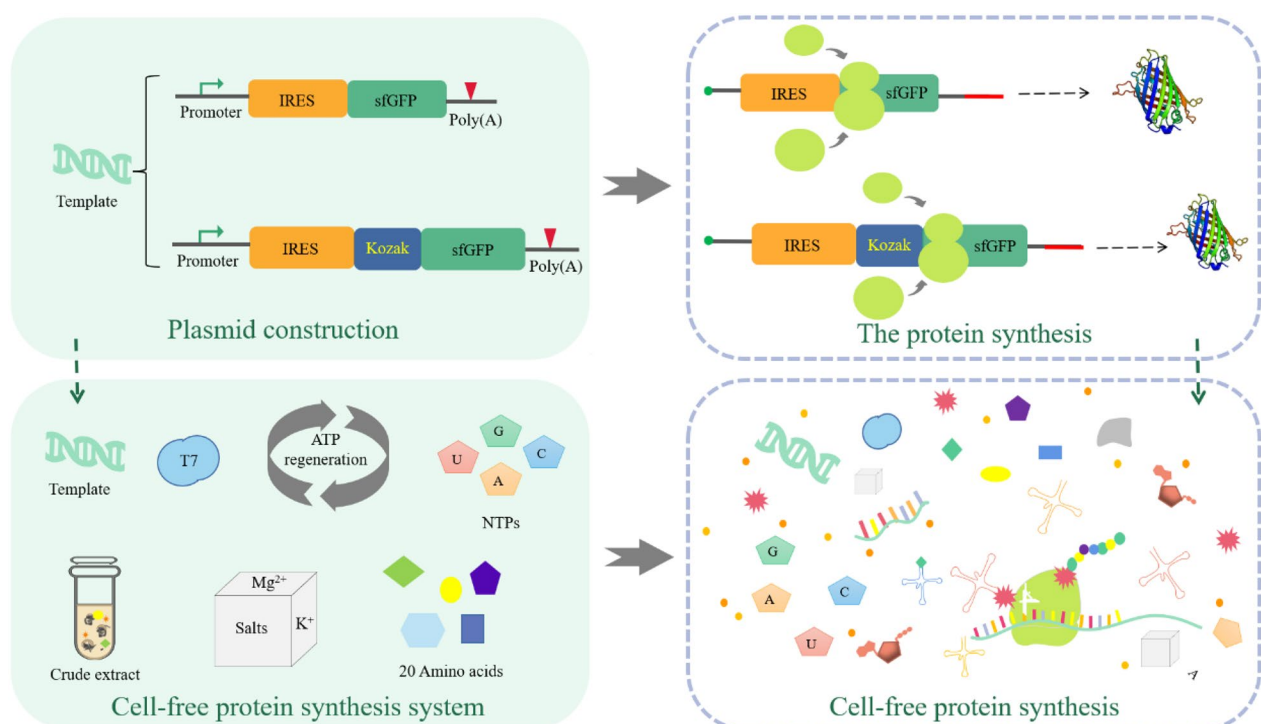 IRES
sfGFP
Promoter
Poly(A)
Template
IRES
Kozak
sfGFP
Promoter
Poly(A)
Plasmid construction
IRES
sfGFP
IRES
Kozak
sfGFP
The protein synthesis
Template
T7
ATP
regeneration
G
U
C
A
NTPs
Crude extract
Mg²⁺
Salts
K⁺
20 Amino acids
Cell-free protein synthesis system
G
A
C
U
A
Cell-free protein synthesis